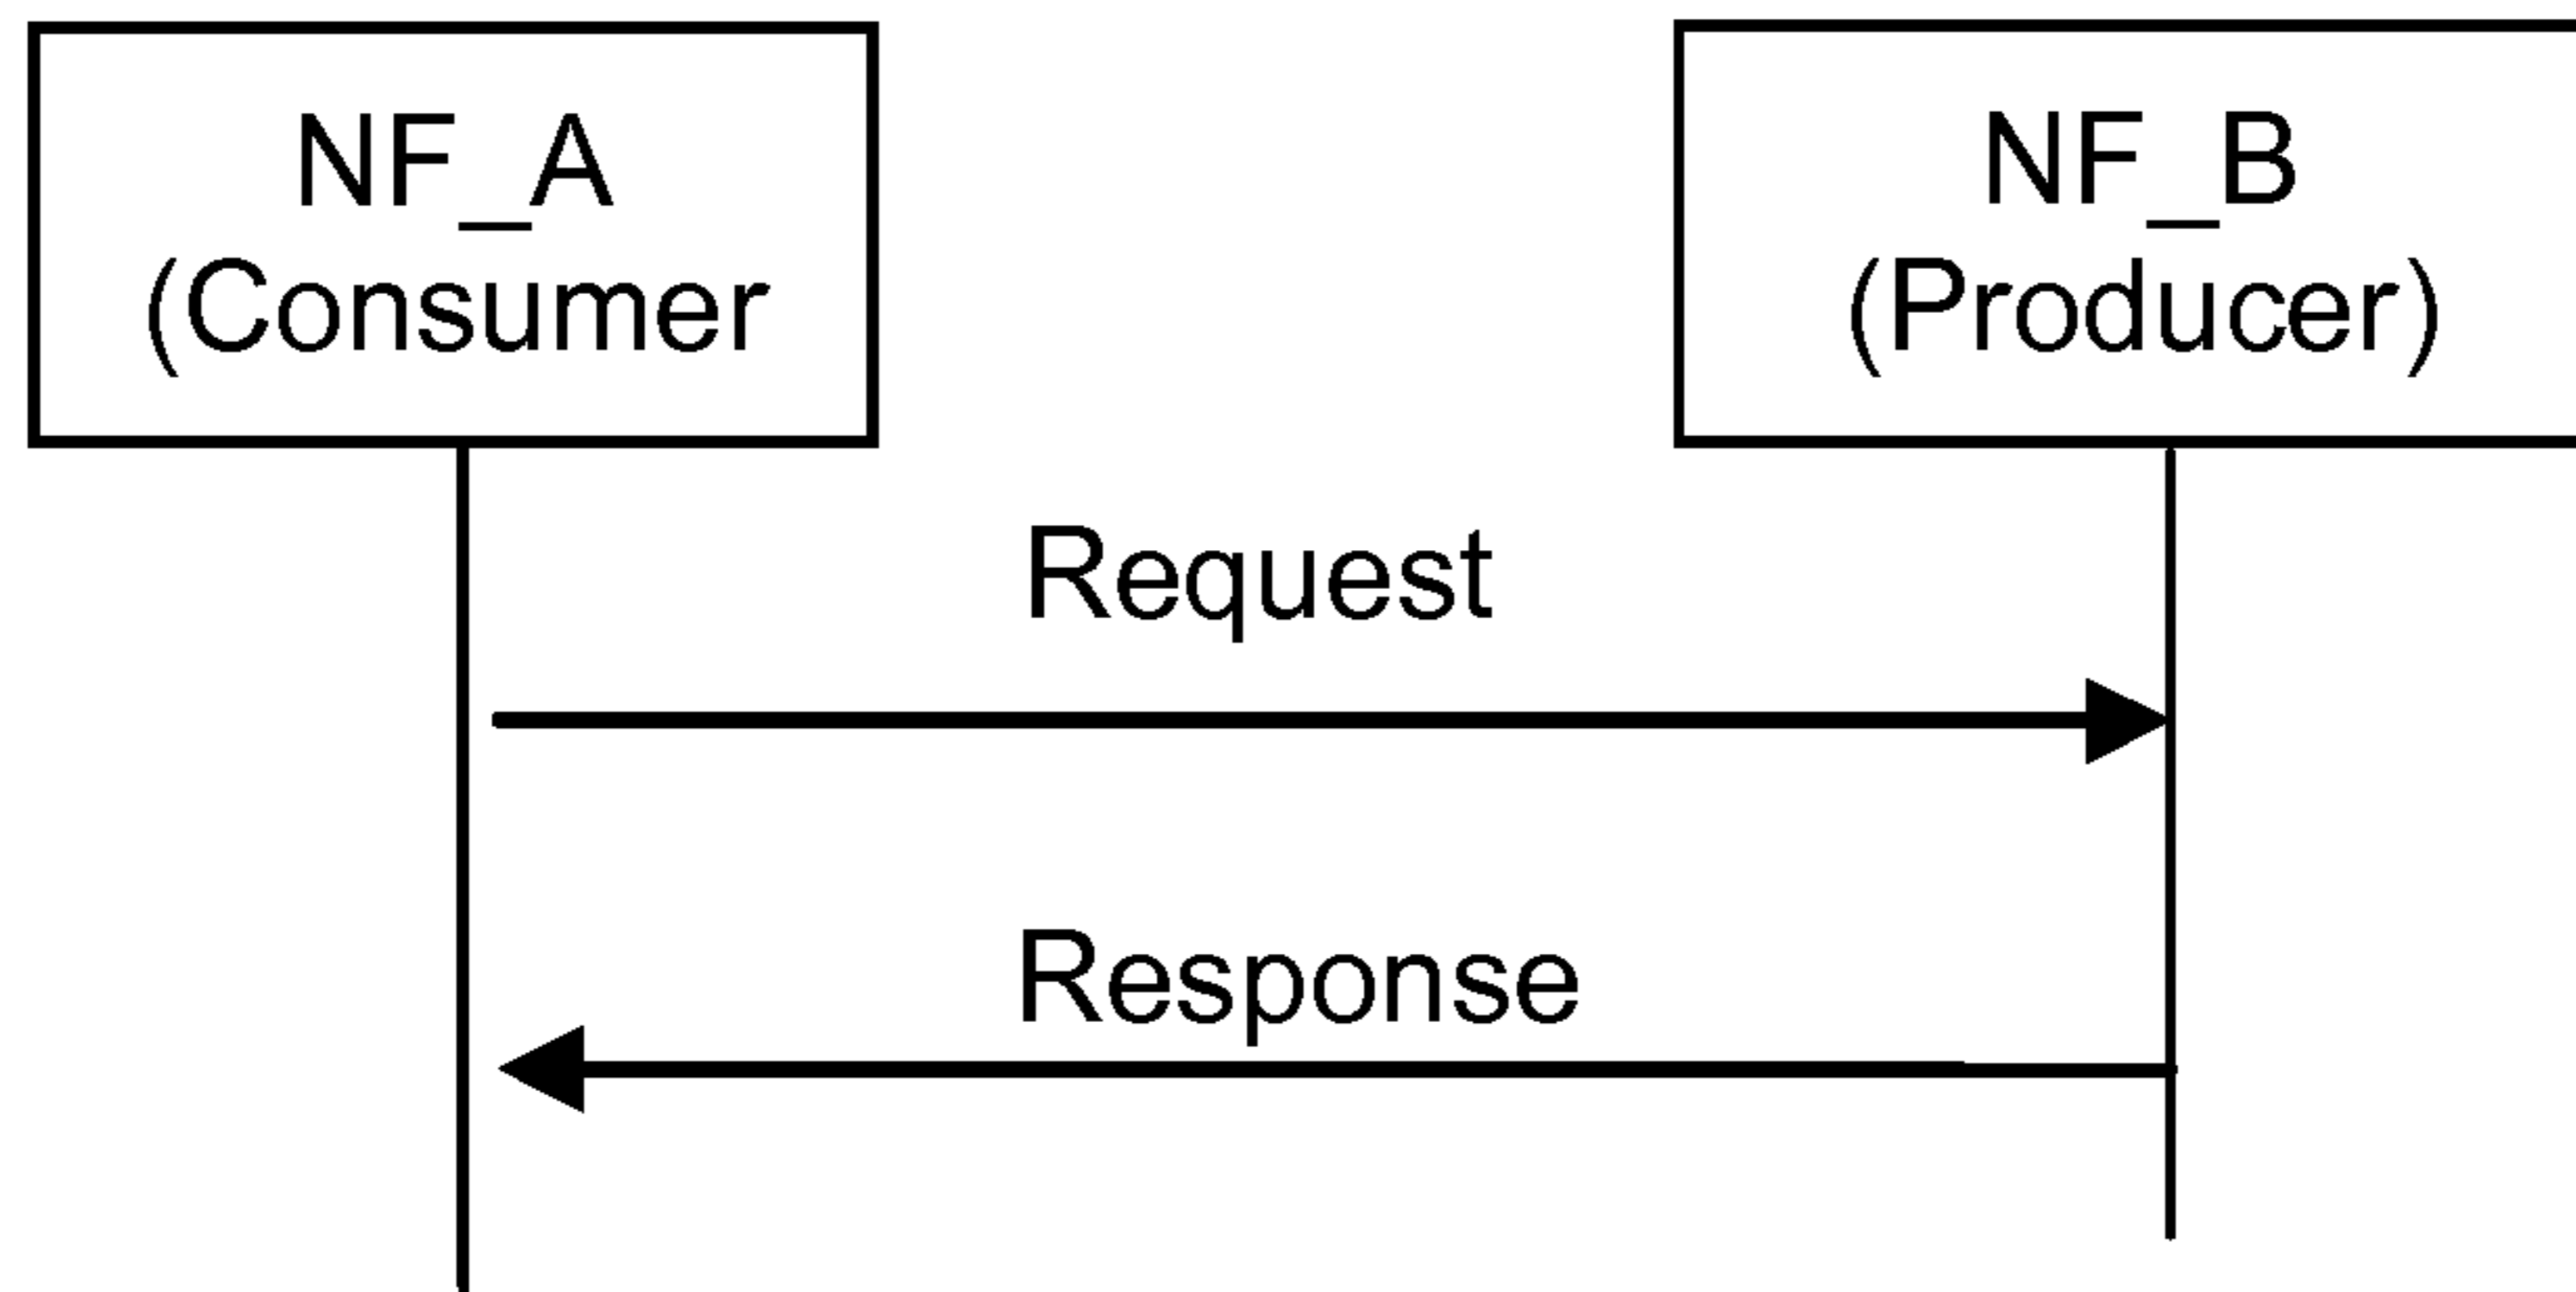 NF_A
(Consumer
NF_B
(Producer)
Request
Response